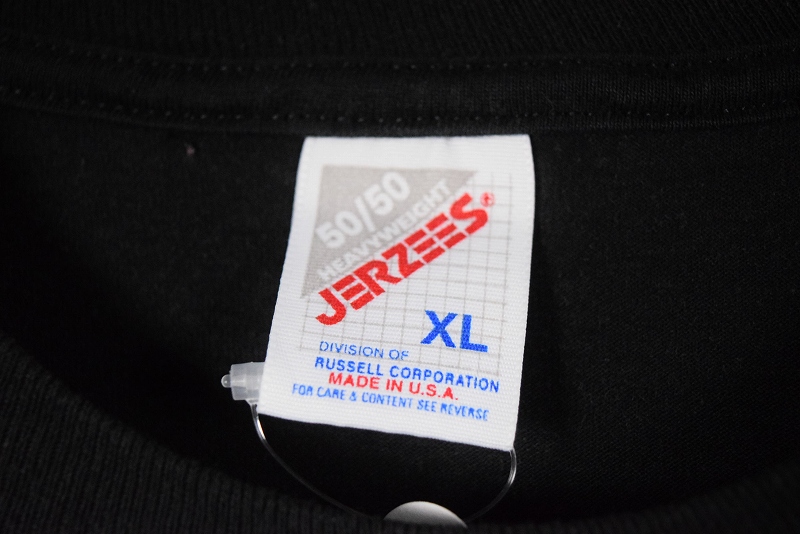 50/50
HEAVYWEIGHT
JERZEES®
XL
DIVISION OF
RUSSELL CORPORATION
MADE IN U.S.A.
FOR CARE & CONTENT SEE REVERSE